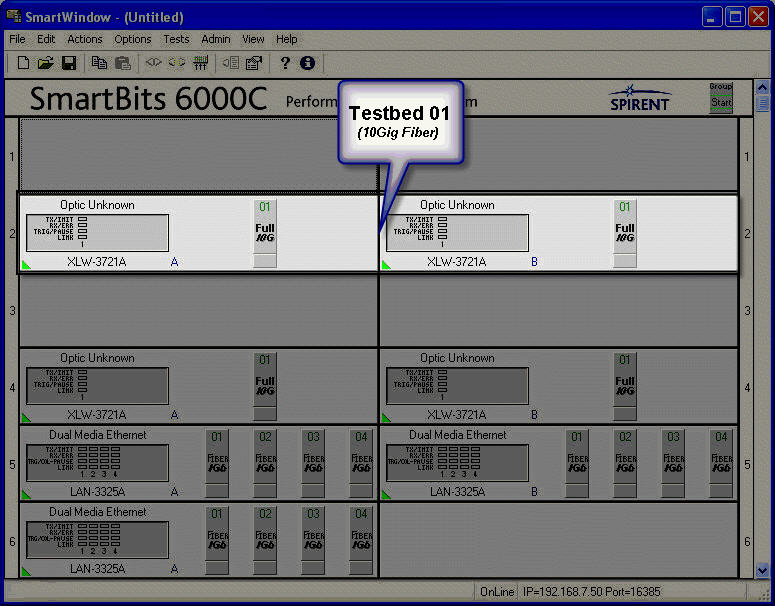 SmartWindow - (Untitled)
File Edit Actions Options Tests Admin View Help
SmartBits 6000C Perform m SPIRENT Group Start
Testbed 01
(10Gig Fiber)
1 1
Optic Unknown 01 Optic Unknown 01
TX/INIT TX/INIT
RX/ERR Full RX/ERR Full
2 TRIG/PAUSE 10G TRIG/PAUSE 10G 2
LINK LINK
1 1
XLW-3721A A XLW-3721A B
3 3
Optic Unknown 01 Optic Unknown 01
TX/INIT TX/INIT
RX/ERR Full RX/ERR Full
4 TRIG/PAUSE 10G TRIG/PAUSE 10G 4
LINK LINK
1 1
XLW-3721A A XLW-3721A B
Dual Media Ethernet 01 02 03 04 Dual Media Ethernet 01 02 03 04
TX/INIT TX/INIT
RX/ERR FIBER FIBER FIBER FIBER RX/ERR FIBER FIBER FIBER FIBER
5 TRG/COL-PAUSE 1Gb 1Gb 1Gb 1Gb TRG/COL-PAUSE 1Gb 1Gb 1Gb 1Gb 5
LINK LINK
1 2 3 4 1 2 3 4
LAN-3325A A LAN-3325A B
Dual Media Ethernet 01 02 03 04
TX/INIT
RX/ERR FIBER FIBER FIBER FIBER
6 TRG/COL-PAUSE 1Gb 1Gb 1Gb 1Gb 6
LINK
1 2 3 4
LAN-3325A A
OnLine IP=192.168.7.50 Port=16385